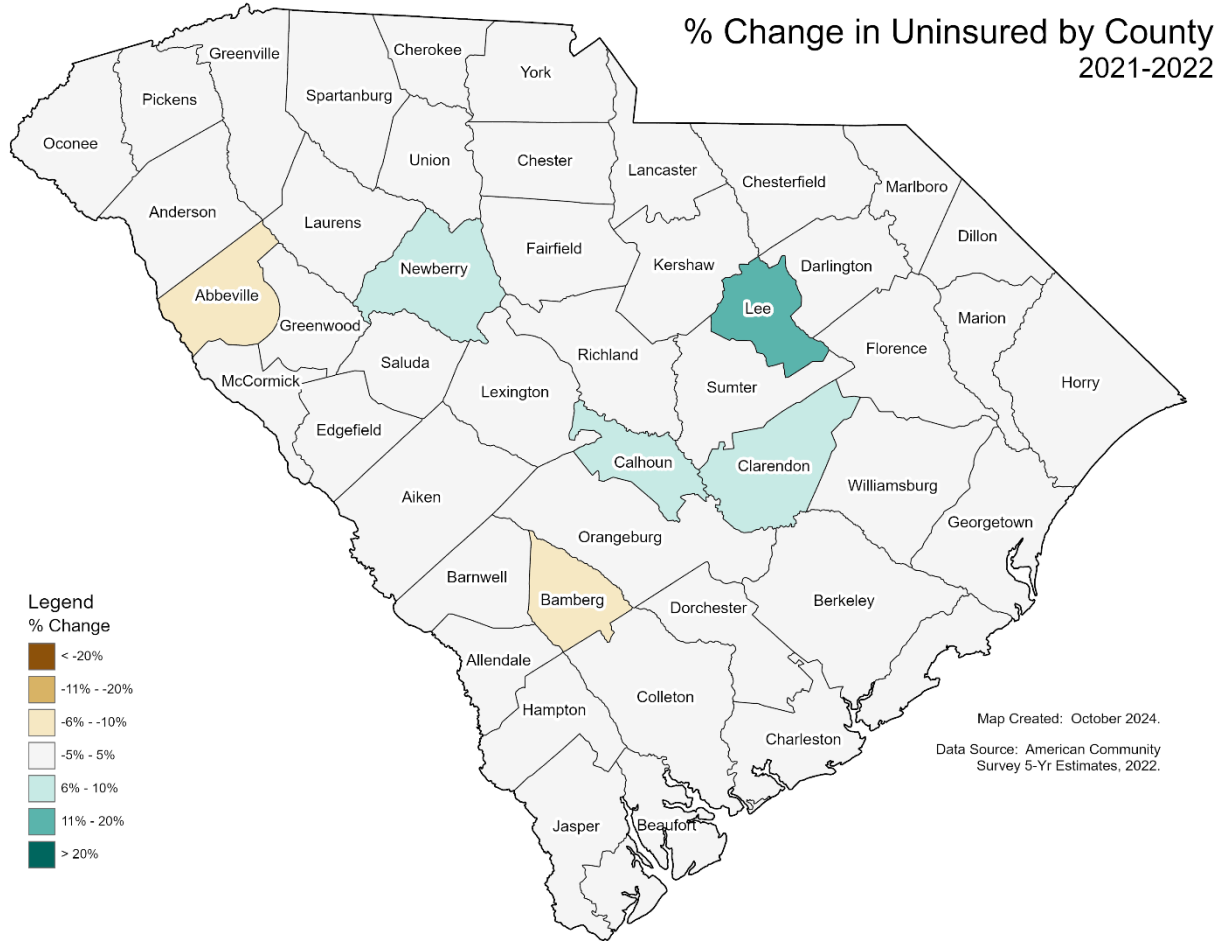 % Change in Uninsured by County
2021-2022
Cherokee
Greenville
York
Pickens
Spartanburg
Oconee
Union
Chester
Lancaster
Chesterfield
Marlboro
Anderson
Laurens
Dillon
Fairfield
Newberry
Kershaw
Darlington
Abbeville
Lee
Marion
Greenwood
Richland
Florence
Saluda
McCormick
Horry
Sumter
Lexington
Edgefield
Calhoun
Clarendon
Williamsburg
Aiken
Georgetown
Orangeburg
Barnwell
Bamberg
Berkeley
Dorchester
Allendale
Colleton
Hampton
Charleston
Jasper
Beaufort
Legend
% Change
< -20%
-11% - -20%
-6% - -10%
-5% - 5%
6% - 10%
11% - 20%
> 20%
Map Created: October 2024.
Data Source: American Community
Survey 5-Yr Estimates, 2022.